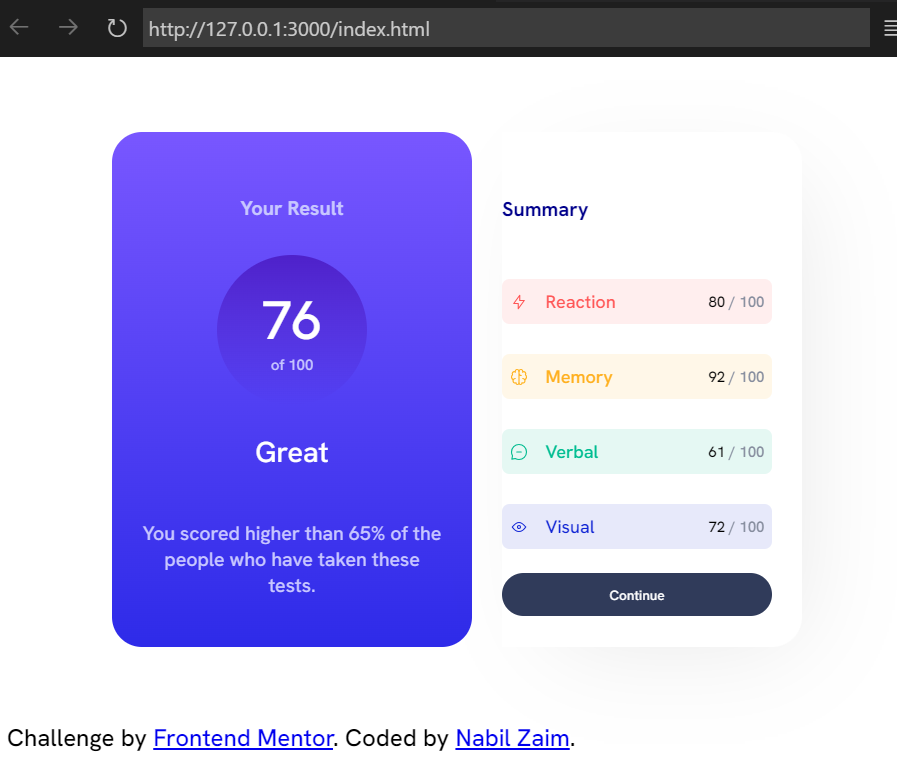 http://127.0.0.1:3000/index.html
Your Result
76
of 100
Great
You scored higher than 65% of the
people who have taken these
tests.
Summary
Reaction 80 / 100
Memory 92 / 100
Verbal 61 / 100
Visual 72 / 100
Continue
Challenge by Frontend Mentor. Coded by Nabil Zaim.